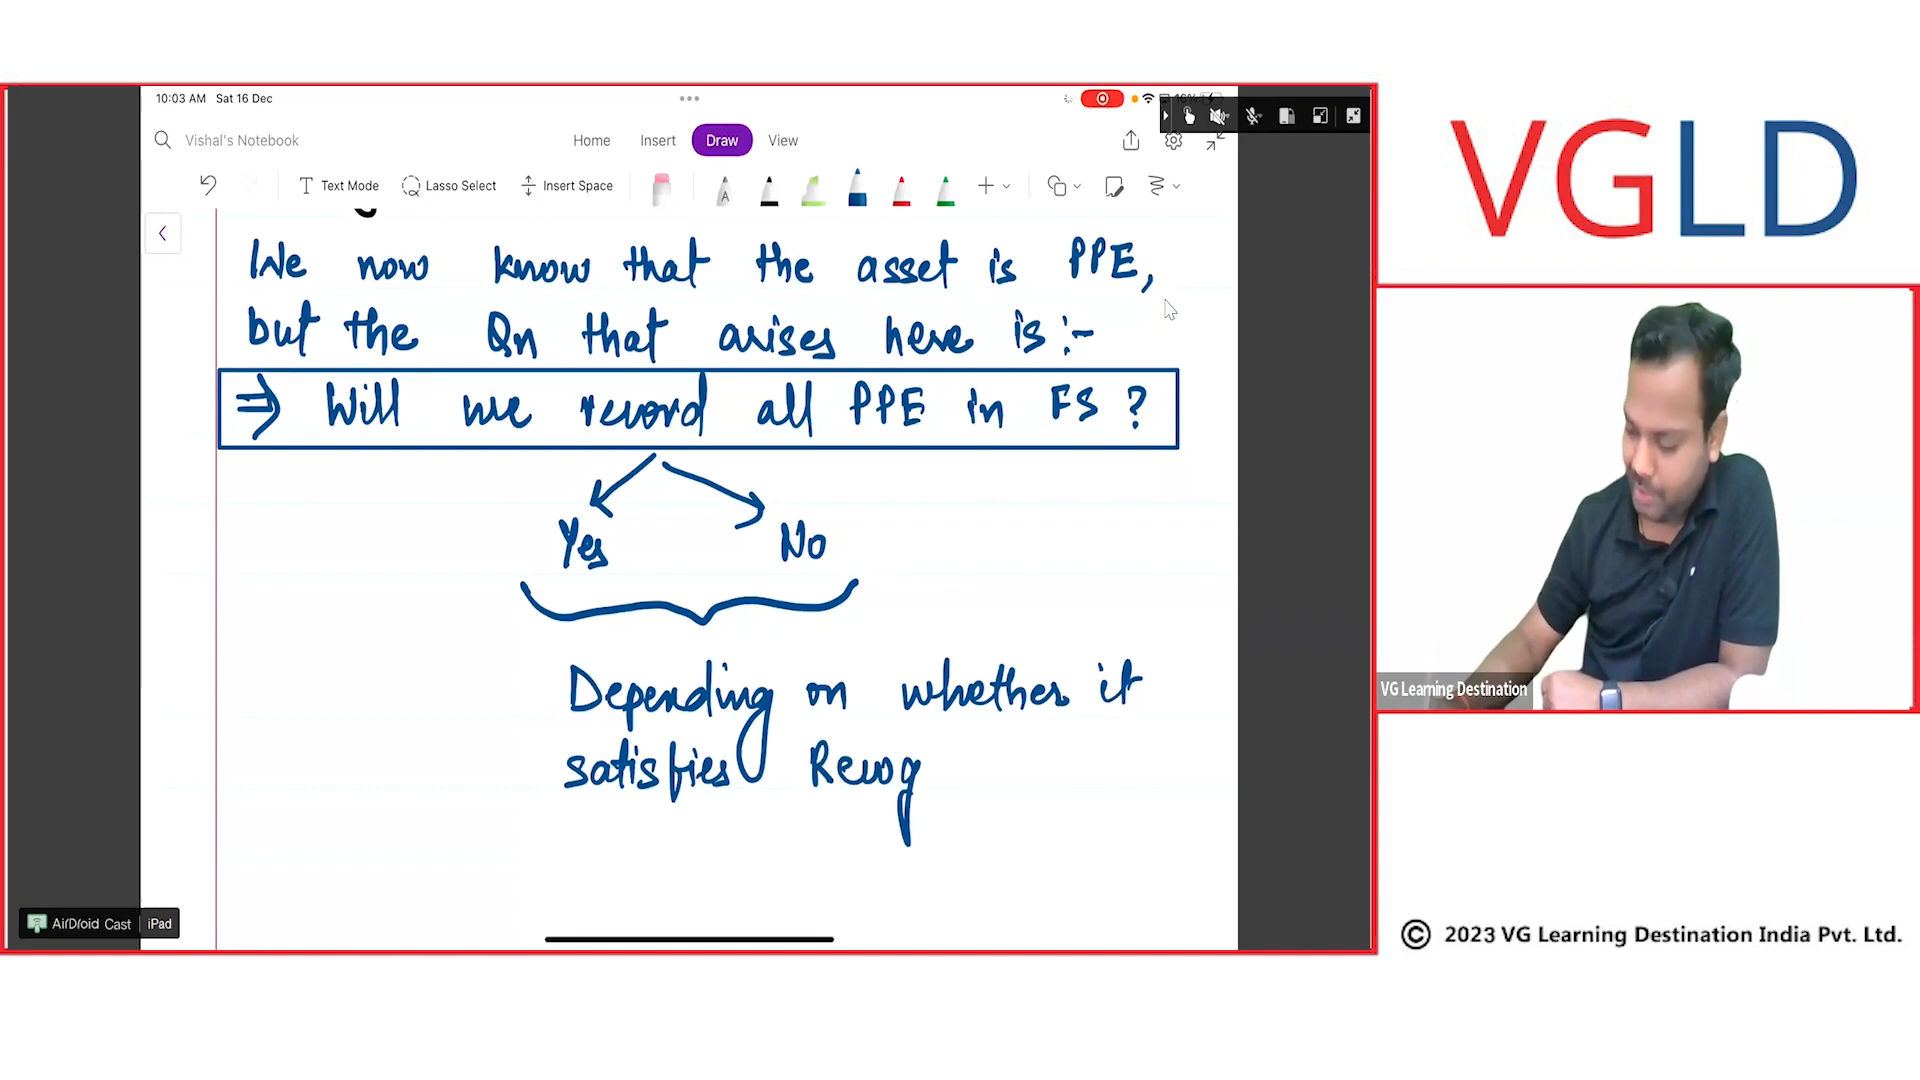 10:03 AM Sat 16 Dec
16%
Vishal's Notebook
Home Insert Draw View
Text Mode Lasso Select Insert Space
We now know that the asset is PPE,
but the Qn that arises here is :-
⇒ Will we record all PPE in FS ?
Yes No
Depending on whether it
satisfies Recog
AirDroid Cast iPad
VGLD
VG Learning Destination
© 2023 VG Learning Destination India Pvt. Ltd.